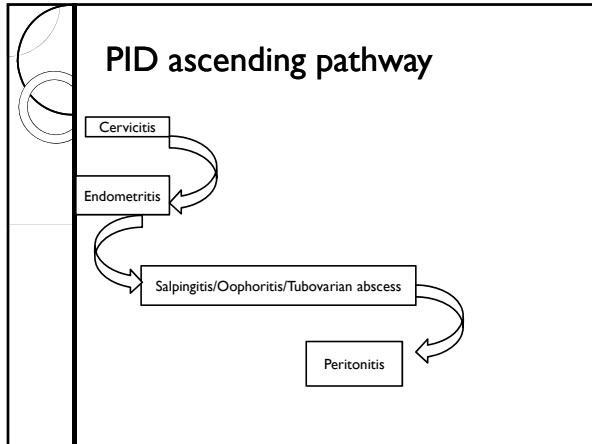 PID ascending pathway
Cervicitis
Endometritis
Salpingitis/Oophoritis/Tubovarian abscess
Peritonitis